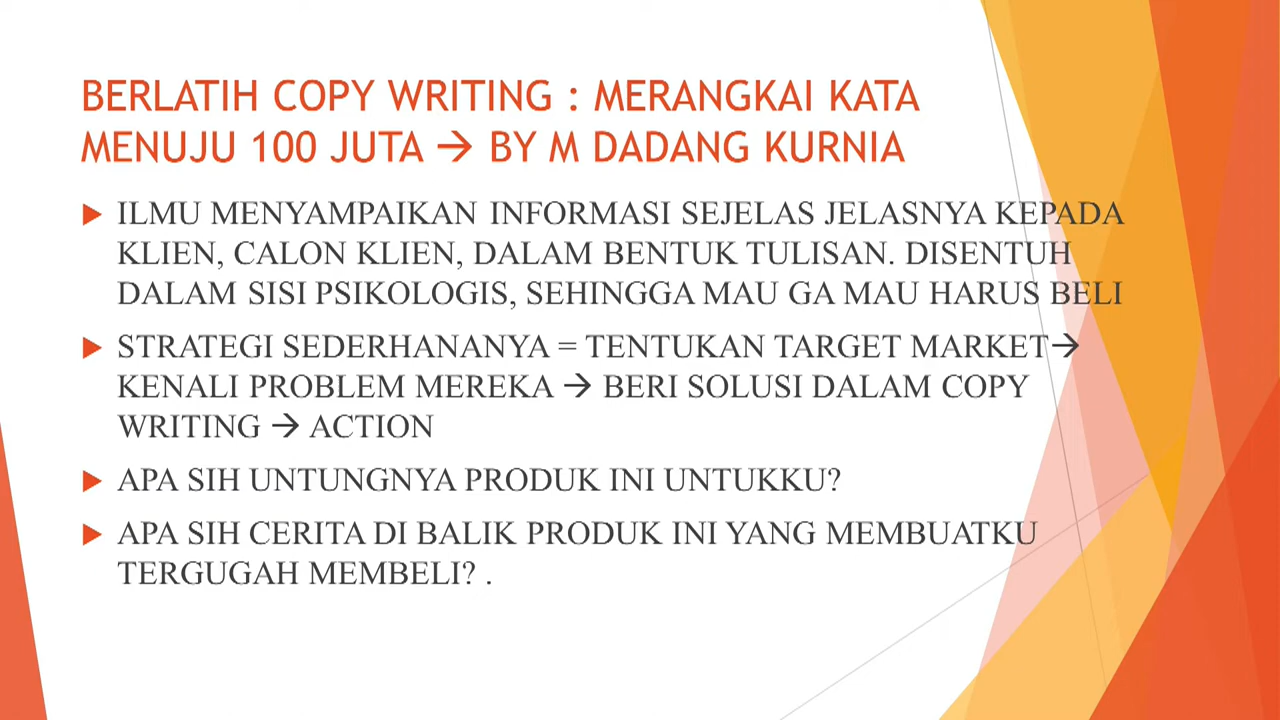 BERLATIH COPY WRITING : MERANGKAI KATA
MENUJU 100 JUTA → BY M DADANG KURNIA
ILMU MENYAMPAIKAN INFORMASI SEJELAS JELASNYA KEPADA
KLIEN, CALON KLIEN, DALAM BENTUK TULISAN. DISENTUH
DALAM SISI PSIKOLOGIS, SEHINGGA MAU GA MAU HARUS BELI
STRATEGI SEDERHANANYA = TENTUKAN TARGET MARKET→
KENALI PROBLEM MEREKA → BERI SOLUSI DALAM COPY
WRITING → ACTION
APA SIH UNTUNGNYA PRODUK INI UNTUKKU?
APA SIH CERITA DI BALIK PRODUK INI YANG MEMBUATKU
TERGUGAH MEMBELI? .